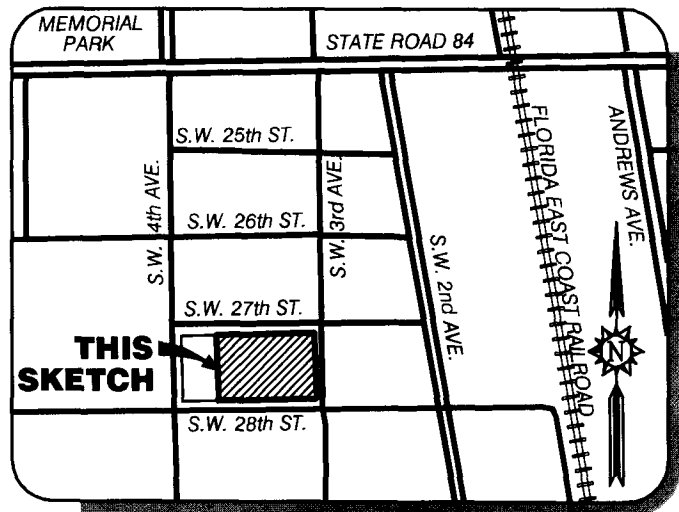 MEMORIAL
PARK
STATE ROAD 84
S.W. 25th ST.
S.W. 4th AVE.
S.W. 3rd AVE.
S.W. 26th ST.
S.W. 27th ST.
THIS
SKETCH
S.W. 28th ST.
S.W. 2nd AVE.
FLORIDA EAST COAST RAILROAD
ANDREWS AVE.
N